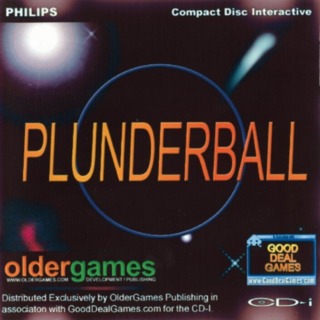 PHILIPS
Compact Disc Interactive
PLUNDERBALL
oldergames
WWW.OLDERGAMES.COM DEVELOPMENT / PUBLISHING
GOOD
DEAL
GAMES
www.GoodDealGames.com
Distributed Exclusively by OlderGames Publishing in
associaton with GoodDealGames.com for the CD-I.
CD-i